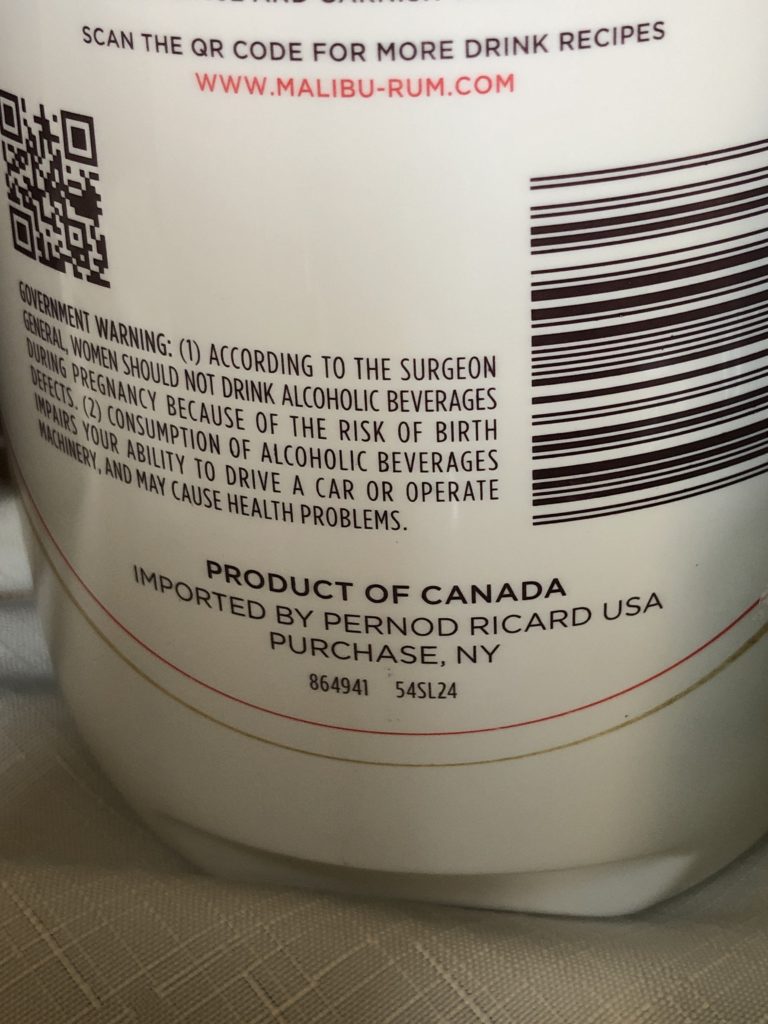 AND GARNISH
SCAN THE QR CODE FOR MORE DRINK RECIPES
WWW.MALIBU-RUM.COM
GOVERNMENT WARNING: (1) ACCORDING TO THE SURGEON
GENERAL, WOMEN SHOULD NOT DRINK ALCOHOLIC BEVERAGES
DURING PREGNANCY BECAUSE OF THE RISK OF BIRTH
DEFECTS. (2) CONSUMPTION OF ALCOHOLIC BEVERAGES
IMPAIRS YOUR ABILITY TO DRIVE A CAR OR OPERATE
MACHINERY, AND MAY CAUSE HEALTH PROBLEMS.
PRODUCT OF CANADA
IMPORTED BY PERNOD RICARD USA
PURCHASE, NY
864941 54SL24